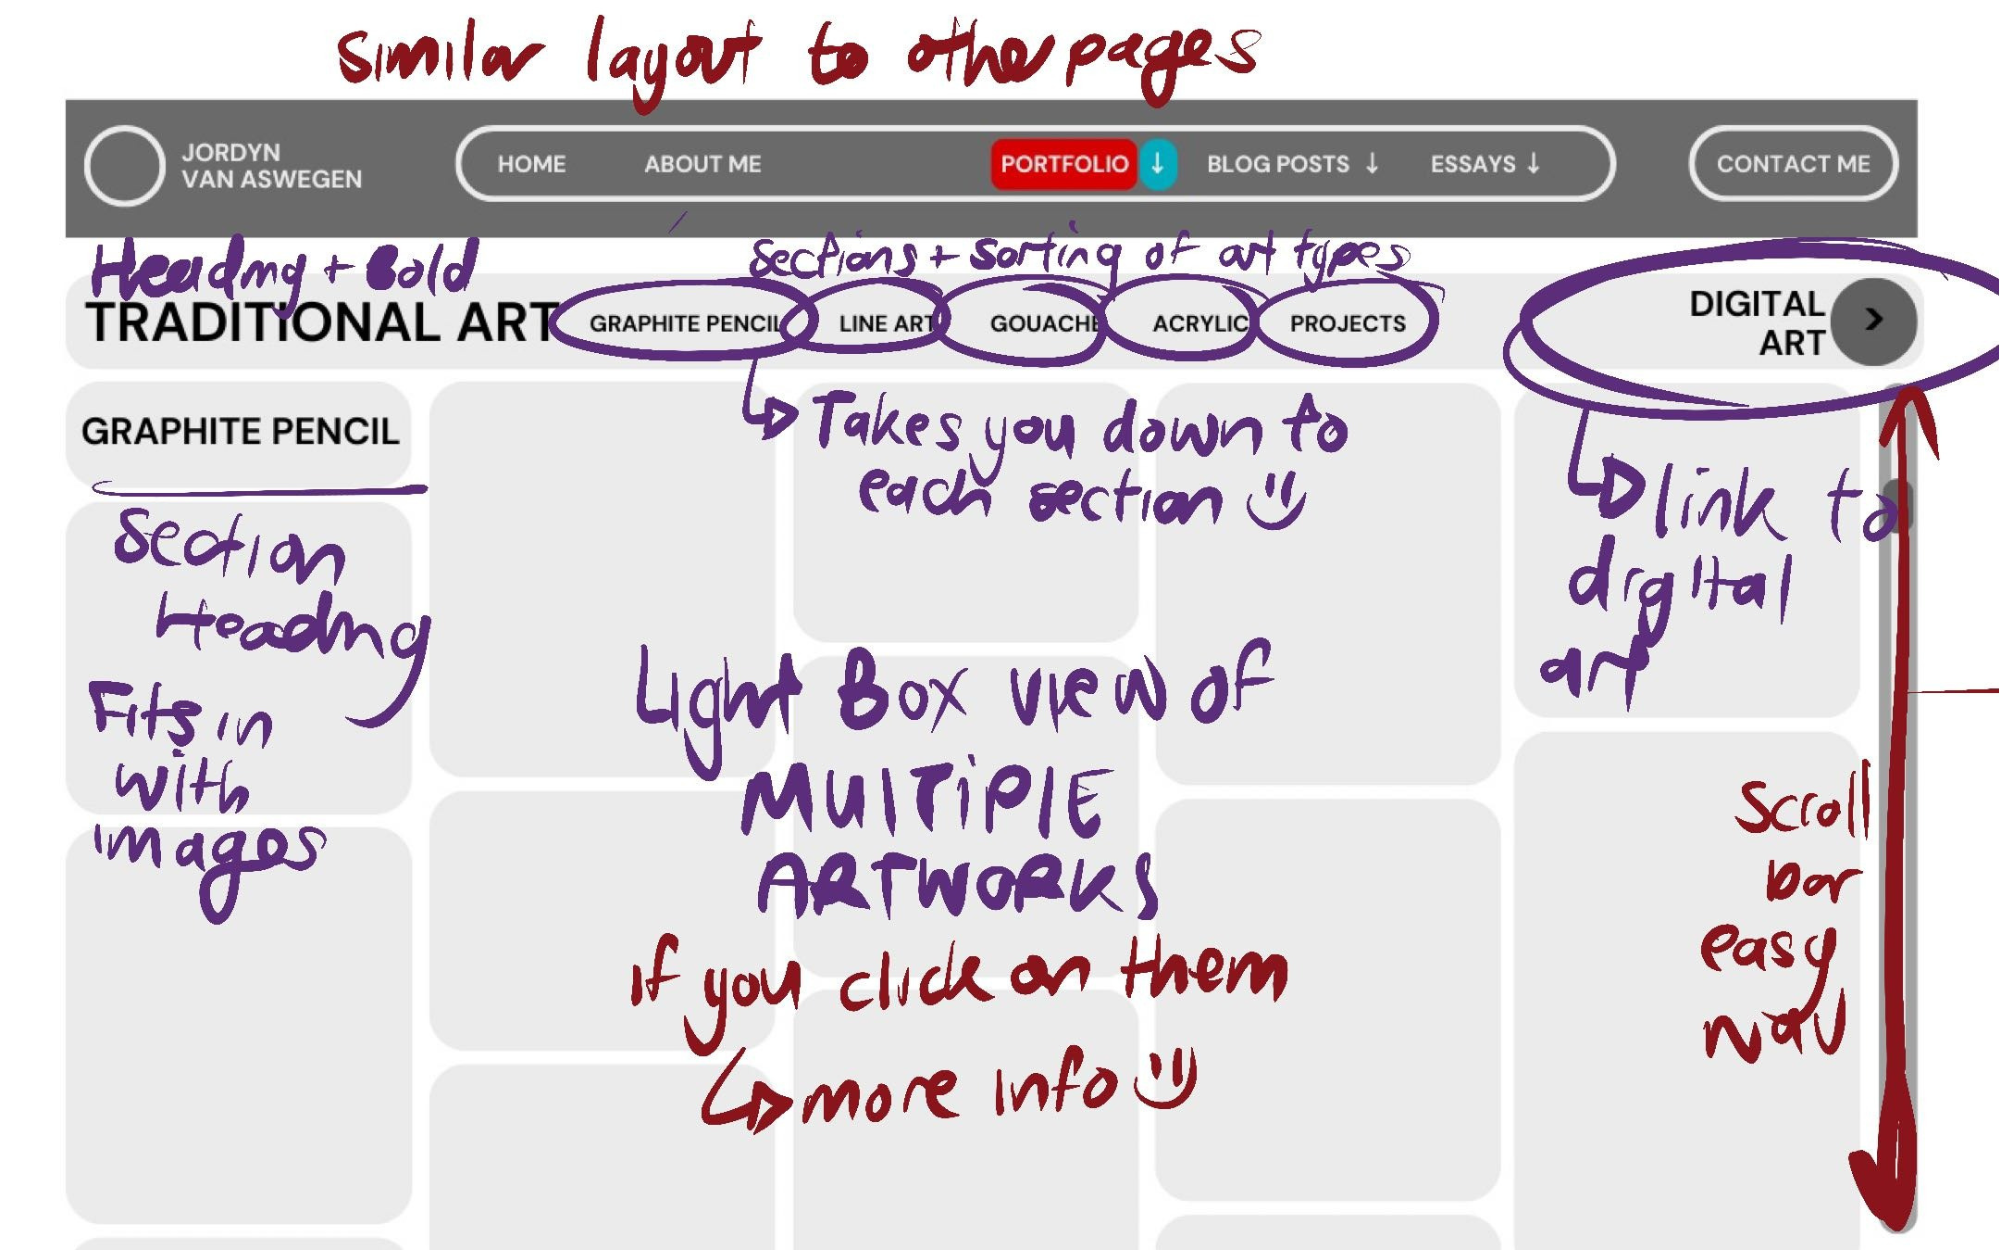 Similar layout to other pages
JORDYN
VAN ASWEGEN
HOME
ABOUT ME
PORTFOLIO ↓
BLOG POSTS ↓
ESSAYS ↓
CONTACT ME
Heading + Bold
Sections + Sorting of art types
TRADITIONAL ART
GRAPHITE PENCIL
LINE ART
GOUACHE
ACRYLIC
PROJECTS
DIGITAL
ART
GRAPHITE PENCIL
Takes you down to
each section
link to
digital
art
Section
Heading
Fits in
with
images
Light Box view of
MULTIPLE
ARTWORKS
if you click on them
more info
Scroll
bar
easy
nav